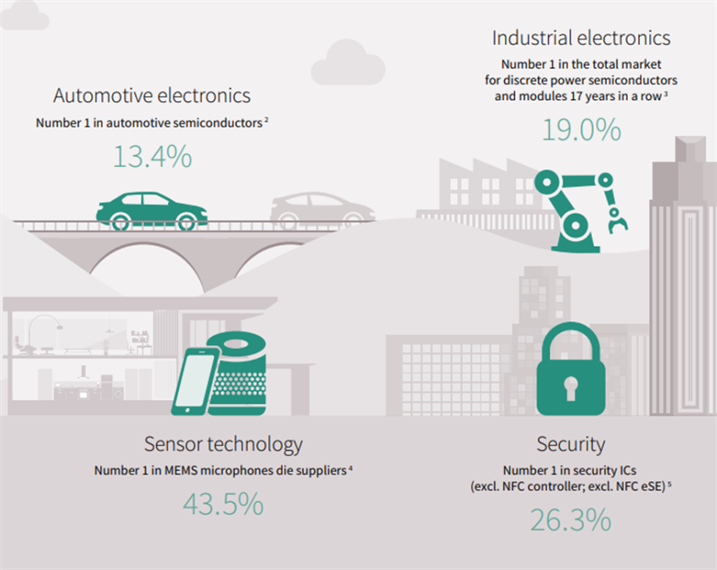 Automotive electronics
Number 1 in automotive semiconductors ²
13.4%
Industrial electronics
Number 1 in the total market
for discrete power semiconductors
and modules 17 years in a row ³
19.0%
Sensor technology
Number 1 in MEMS microphones die suppliers ⁴
43.5%
Security
Number 1 in security ICs
(excl. NFC controller; excl. NFC eSE) ⁵
26.3%